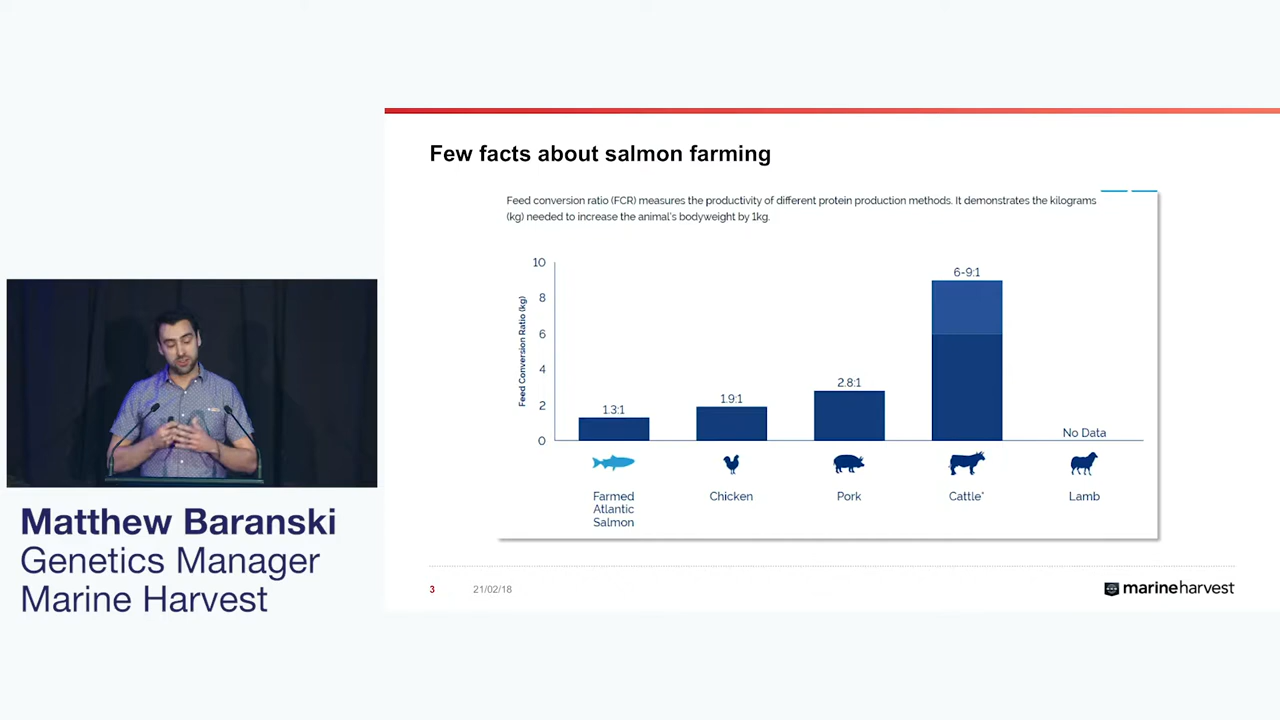 Few facts about salmon farming
Feed conversion ratio (FCR) measures the productivity of different protein production methods. It demonstrates the kilograms
(kg) needed to increase the animal's bodyweight by 1kg.
Feed Conversion Ratio (kg)
10
8
6
4
2
0
1.3:1
1.9:1
2.8:1
6-9:1
No Data
Farmed
Atlantic
Salmon
Chicken
Pork
Cattle*
Lamb
3
21/02/18
marineharvest
Matthew Baranski
Genetics Manager
Marine Harvest